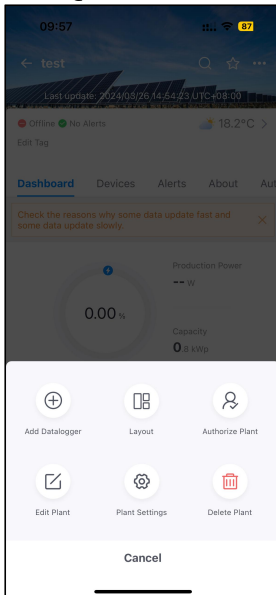 09:57
87
test
Last update: 2024/03/26 14:54:23 UTC+08:00
Offline No Alerts
18.2°C
Edit Tag
Dashboard Devices Alerts About Aut
Check the reasons why some data update fast and
some data update slowly.
Production Power
-- W
0.00 %
Capacity
0.6 kWp
Add Datalogger Layout Authorize Plant
Edit Plant Plant Settings Delete Plant
Cancel